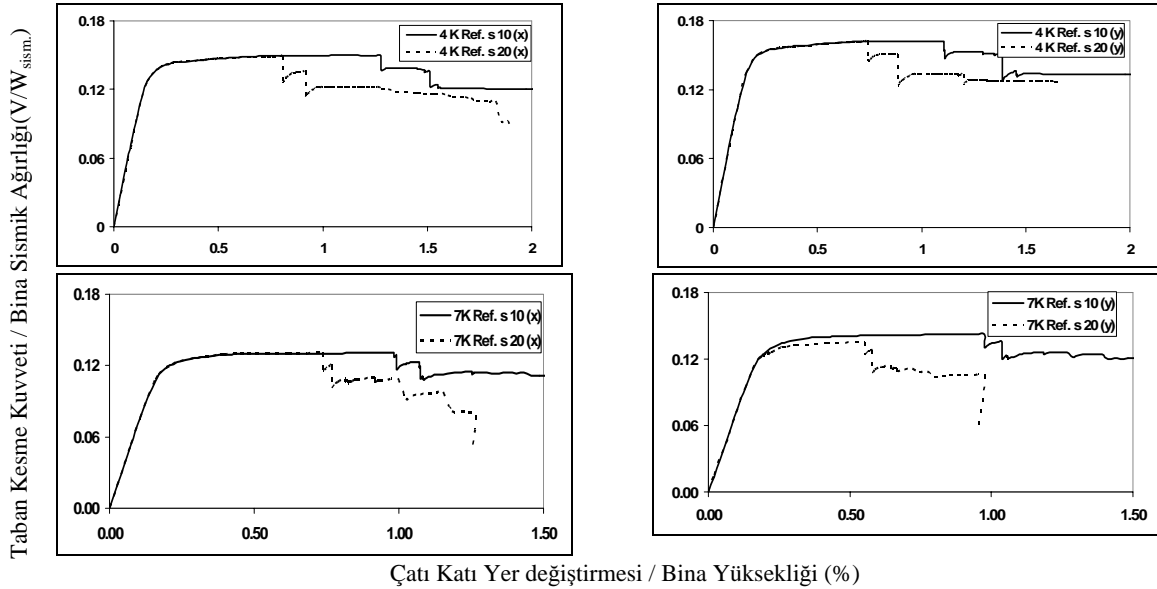 Taban Kesme Kuvveti / Bina Sismik Ağırlığı(V/Wsism.)
0.18
0.12
0.06
0
0 0.5 1 1.5 2
4 K Ref. s 10 (x)
4 K Ref. s 20 (x)
0.18
0.12
0.06
0
0 0.5 1 1.5 2
4 K Ref. s 10 (y)
4 K Ref. s 20 (y)
0.18
0.12
0.06
0.00
0.00 0.50 1.00 1.50
7K Ref. s 10 (x)
7K Ref. s 20 (x)
0.18
0.12
0.06
0.00
0.00 0.50 1.00 1.50
7K Ref. s 10 (y)
7K Ref. s 20 (y)
Çatı Katı Yer değiştirmesi / Bina Yüksekliği (%)